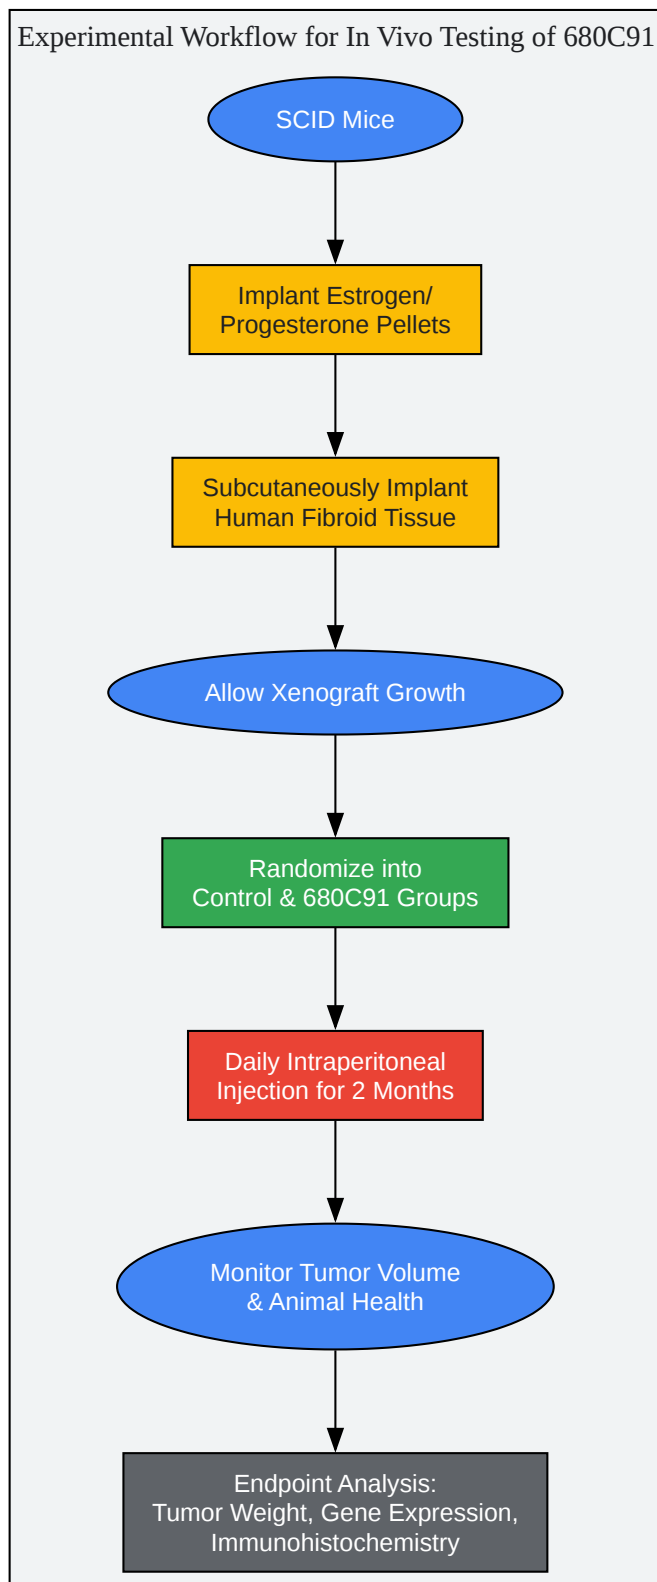 Experimental Workflow for In Vivo Testing of 680C91
SCID Mice
Implant Estrogen/
Progesterone Pellets
Subcutaneously Implant
Human Fibroid Tissue
Allow Xenograft Growth
Randomize into
Control & 680C91 Groups
Daily Intraperitoneal
Injection for 2 Months
Monitor Tumor Volume
& Animal Health
Endpoint Analysis:
Tumor Weight, Gene Expression,
Immunohistochemistry